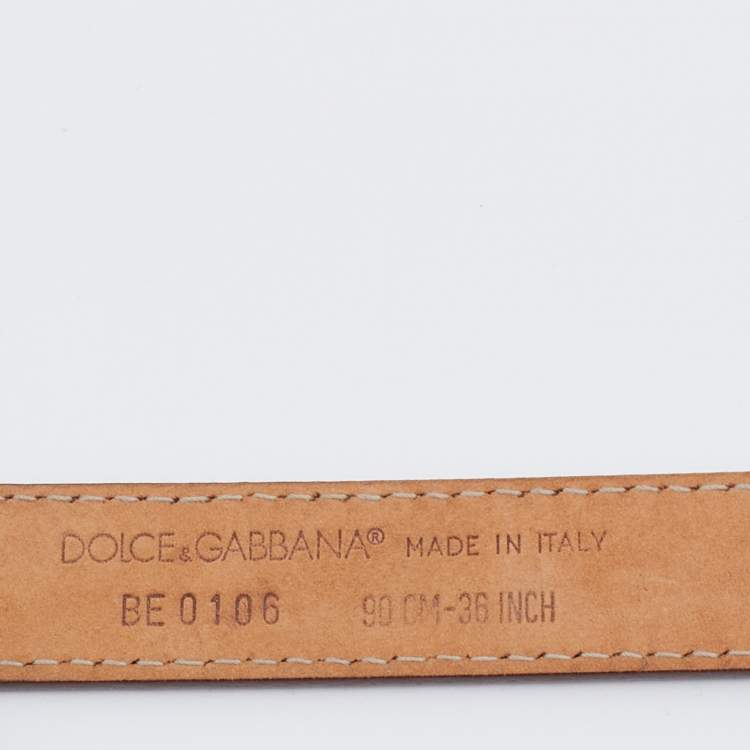 DOLCE&GABBANA® MADE IN ITALY
BE 0106 90 CM-36 INCH